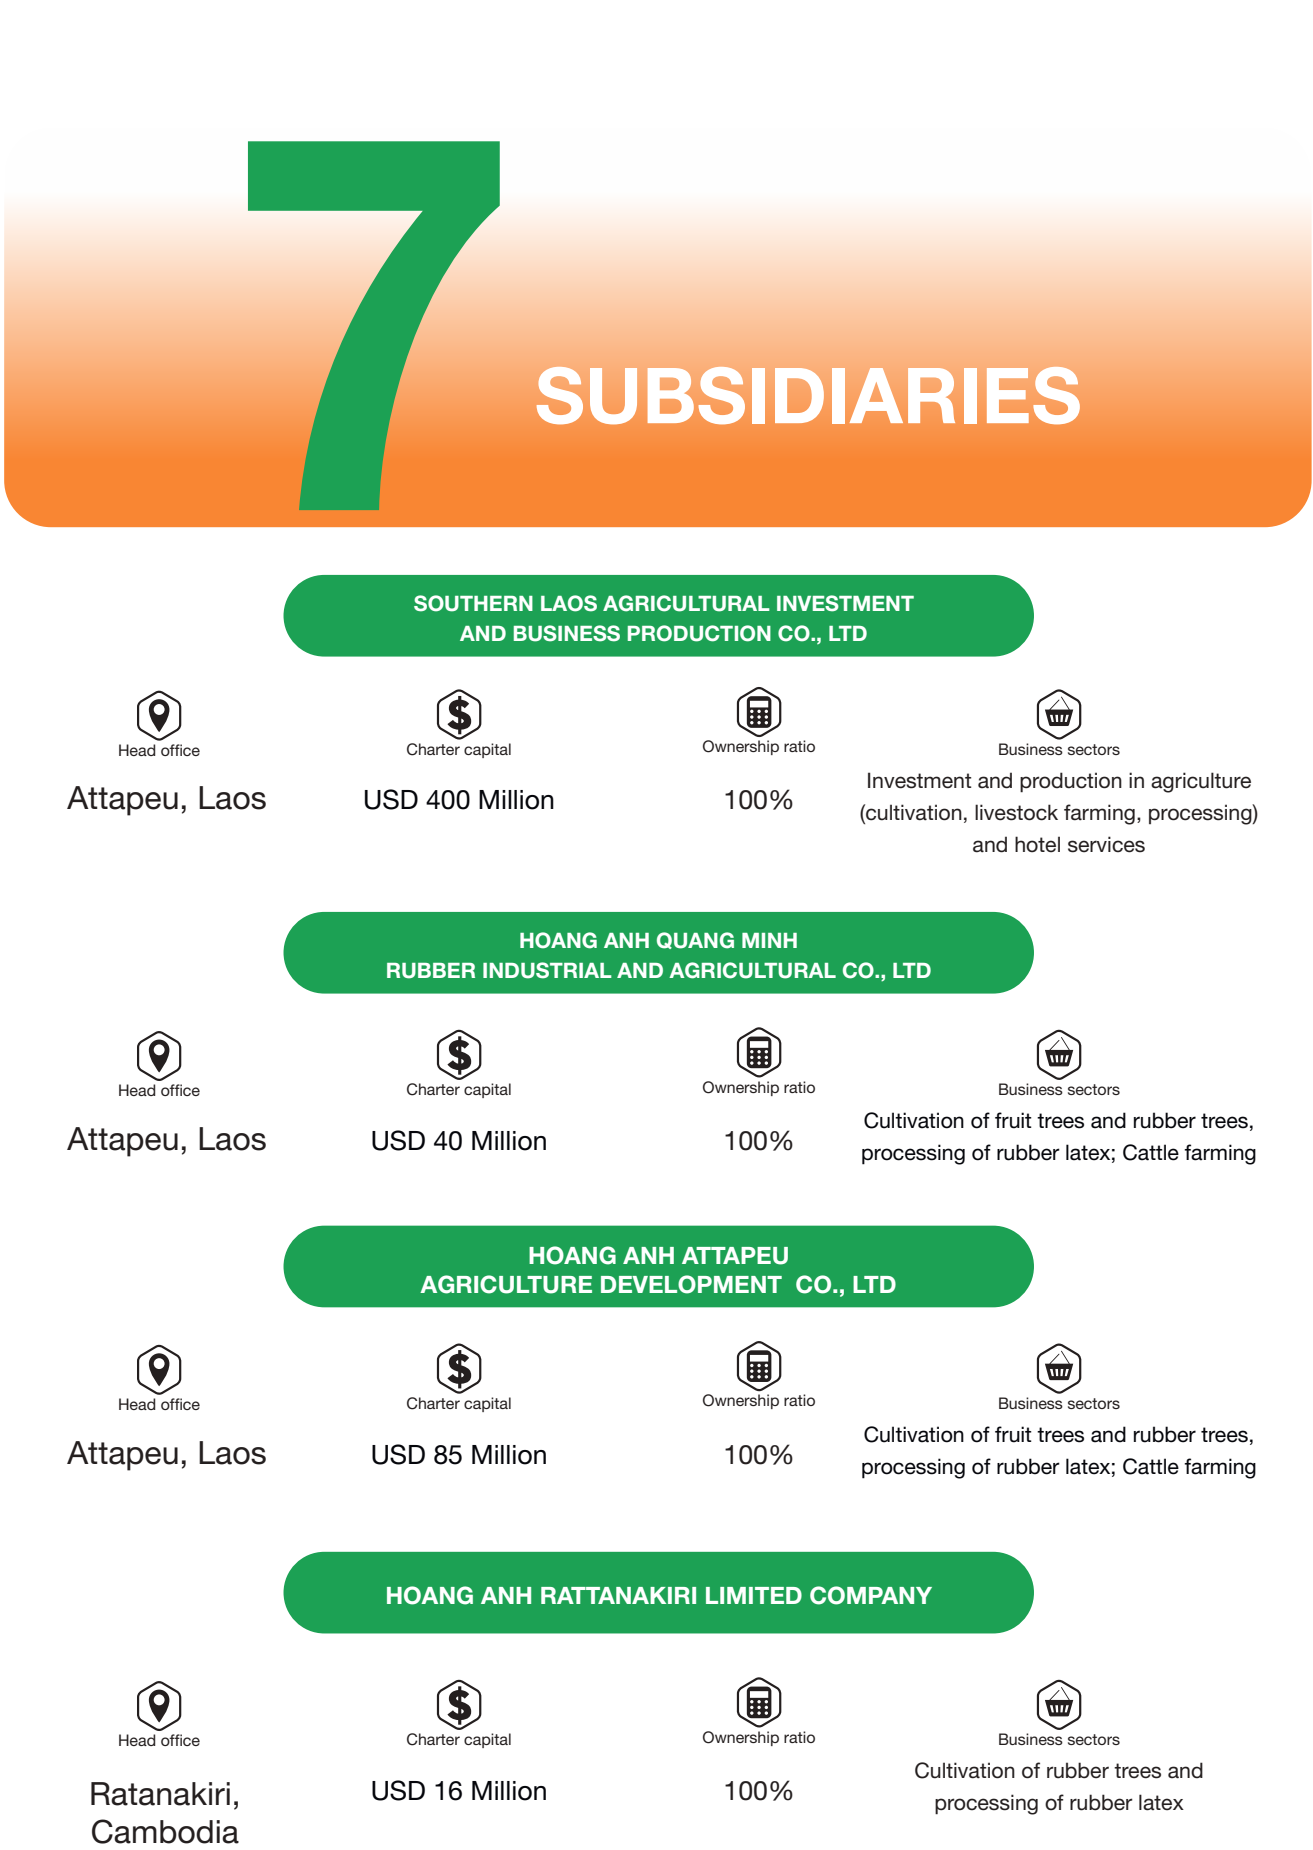 7
SUBSIDIARIES
SOUTHERN LAOS AGRICULTURAL INVESTMENT
AND BUSINESS PRODUCTION CO., LTD
Head office
Charter capital
Ownership ratio
Business sectors
Attapeu, Laos
USD 400 Million
100%
Investment and production in agriculture
(cultivation, livestock farming, processing)
and hotel services
HOANG ANH QUANG MINH
RUBBER INDUSTRIAL AND AGRICULTURAL CO., LTD
Head office
Charter capital
Ownership ratio
Business sectors
Attapeu, Laos
USD 40 Million
100%
Cultivation of fruit trees and rubber trees,
processing of rubber latex; Cattle farming
HOANG ANH ATTAPEU
AGRICULTURE DEVELOPMENT CO., LTD
Head office
Charter capital
Ownership ratio
Business sectors
Attapeu, Laos
USD 85 Million
100%
Cultivation of fruit trees and rubber trees,
processing of rubber latex; Cattle farming
HOANG ANH RATTANAKIRI LIMITED COMPANY
Head office
Charter capital
Ownership ratio
Business sectors
Ratanakiri,
Cambodia
USD 16 Million
100%
Cultivation of rubber trees and
processing of rubber latex